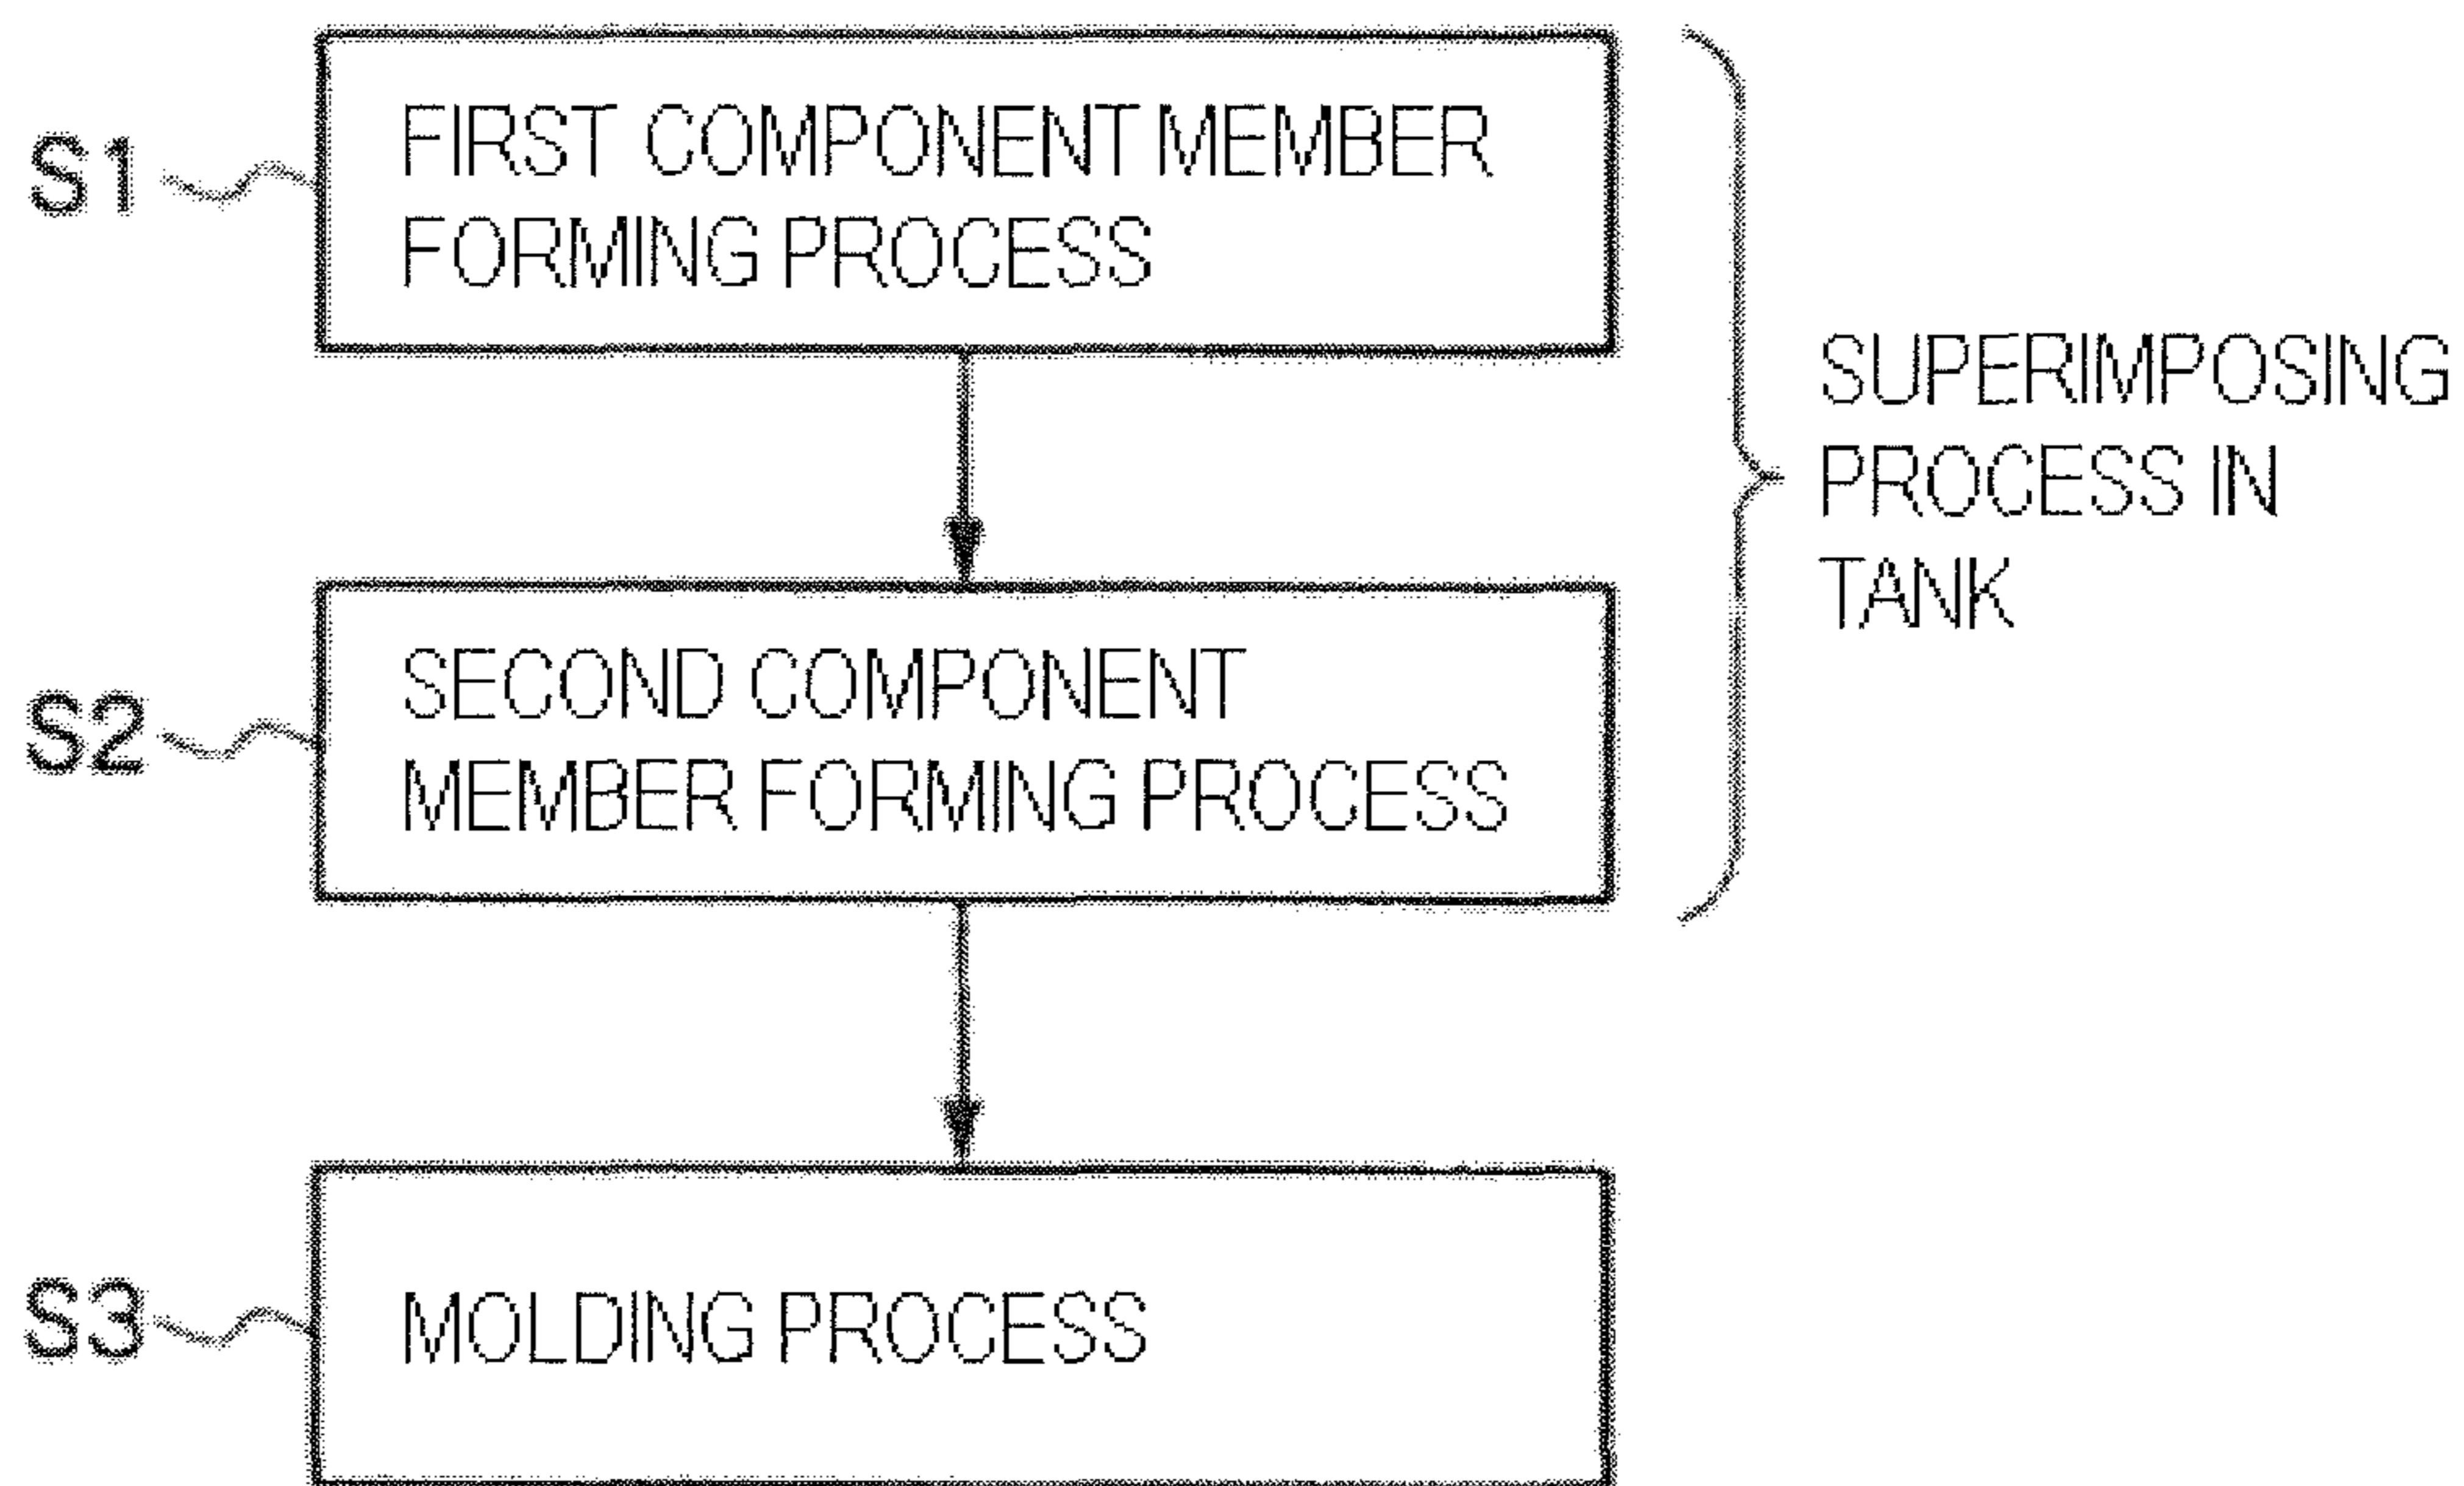 S1
FIRST COMPONENT MEMBER
FORMING PROCESS
SUPERIMPOSING
PROCESS IN
TANK
S2
SECOND COMPONENT
MEMBER FORMING PROCESS
S3
MOLDING PROCESS